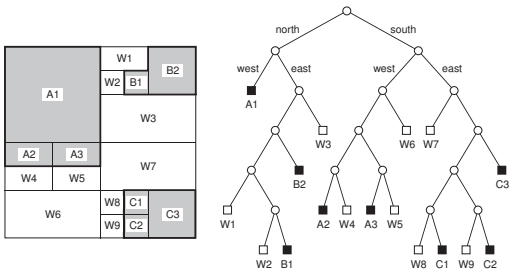 W1
B2
W2 B1
A1
W3
A2 A3
W7
W4 W5
W8 C1
W6 C3
W9 C2
north south
west east west east
A1
W3 W6 W7
B2 C3
W1 A2 W4 A3 W5
W2 B1 W8 C1 W9 C2